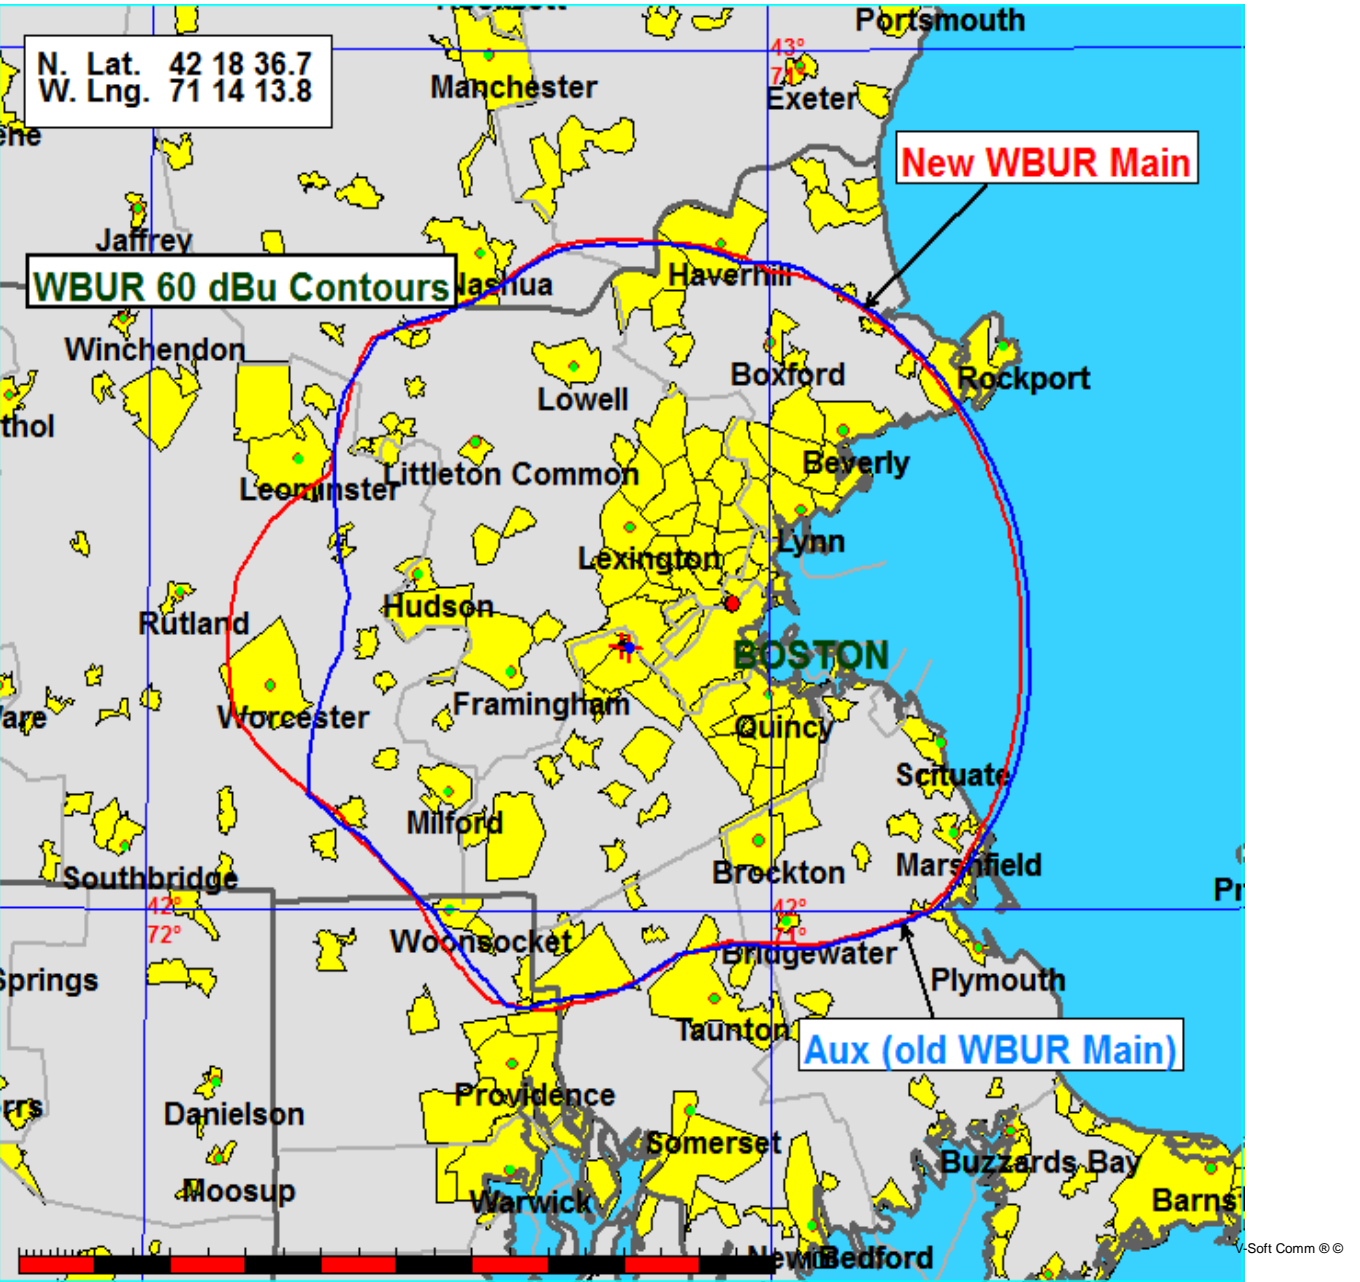 Portsmouth
43°
71°
N. Lat. 42 18 36.7
W. Lng. 71 14 13.8
Manchester
Exeter
New WBUR Main
Jaffrey
WBUR 60 dBu Contours
Nashua
Haverhill
Winchendon
Boxford
Rockport
Lowell
thol
Beverly
Littleton Common
Leominster
Lynn
Lexington
Hudson
Rutland
BOSTON
Framingham
Worcester
Quincy
Scituate
Milford
Marshfield
Brockton
Southbridge
42°
72°
42°
71°
Woonsocket
Bridgewater
Springs
Plymouth
Taunton
Aux (old WBUR Main)
Providence
Danielson
Somerset
Buzzards Bay
Moosup
Warwick
Barnst
New Bedford
V-Soft Comm ® ©